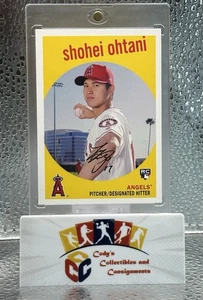 shohei ohtani
RC
A
ANGELS®
PITCHER/DESIGNATED HITTER
Cody's
Collectibles and
Consignments